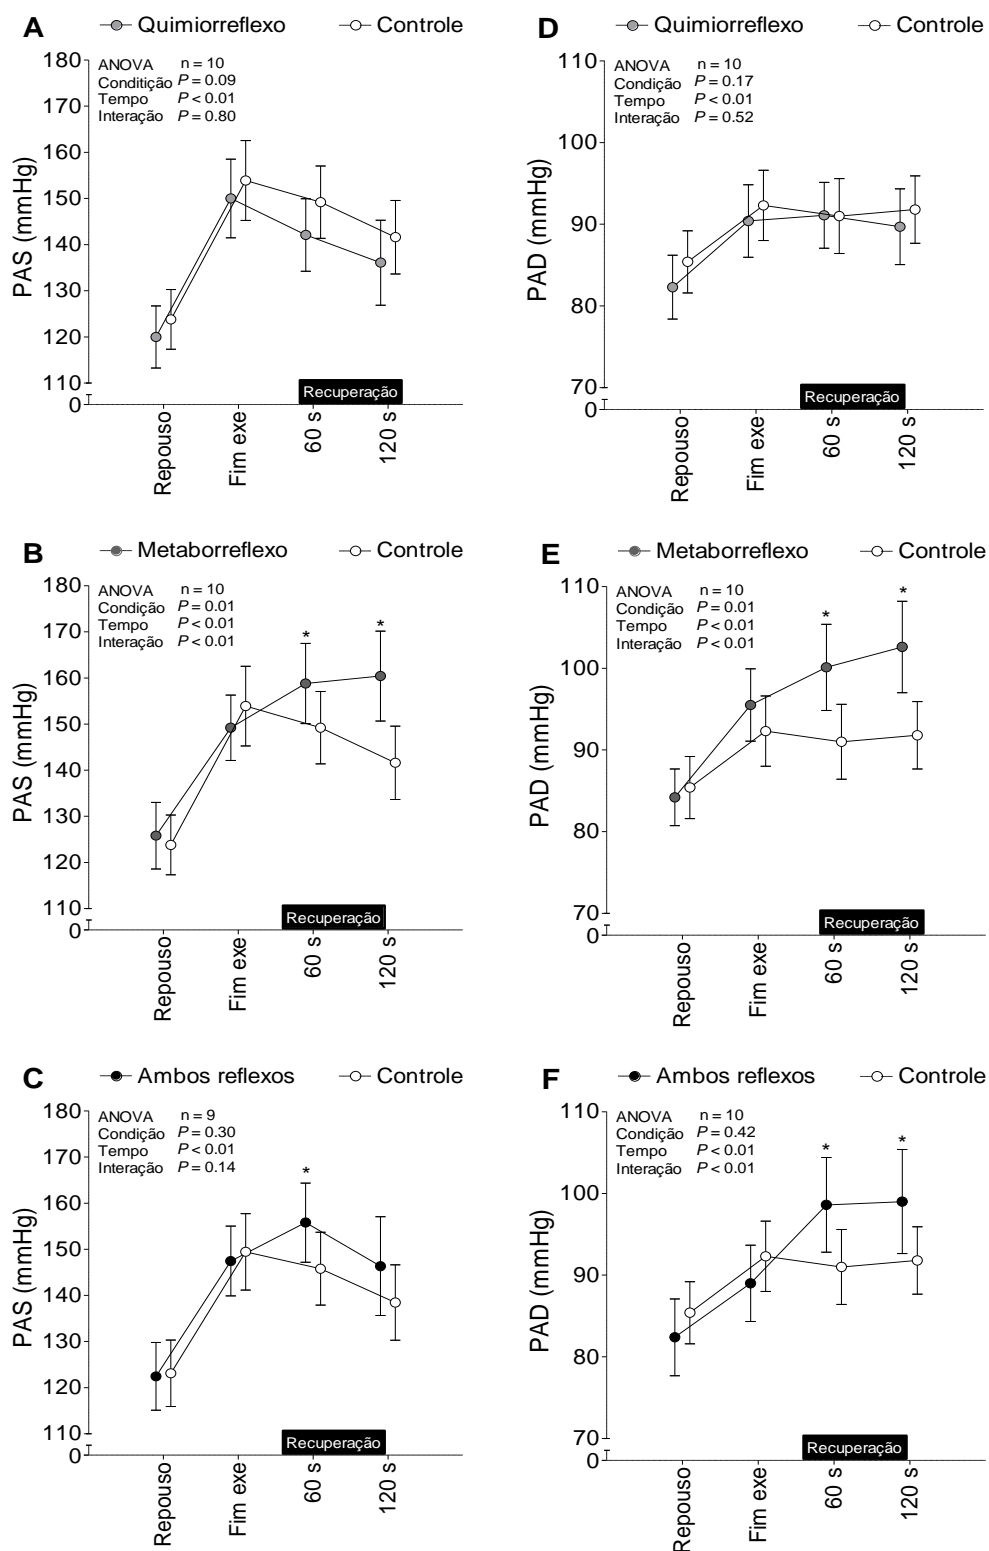 A
Quimiorreflexo Controle
180
170
160
150
140
130
120
110
0
PAS (mmHg)
ANOVA n = 10
Conditição P = 0.09
Tempo P < 0.01
Interação P = 0.80
Recuperação
Repouso
Fim exe
60 s
120 s
D
Quimiorreflexo Controle
110
100
90
80
70
0
PAD (mmHg)
ANOVA n = 10
Condição P = 0.17
Tempo P < 0.01
Interação P = 0.52
Recuperação
Repouso
Fim exe
60 s
120 s
B
Metaborreflexo Controle
180
170
160
150
140
130
120
110
0
PAS (mmHg)
ANOVA n = 10
Condição P = 0.01
Tempo P < 0.01
Interação P < 0.01
* *
Recuperação
Repouso
Fim exe
60 s
120 s
E
Metaborreflexo Controle
110
100
90
80
70
0
PAD (mmHg)
ANOVA n = 10
Condição P = 0.01
Tempo P < 0.01
Interação P < 0.01
* *
Recuperação
Repouso
Fim exe
60 s
120 s
C
Ambos reflexos Controle
180
170
160
150
140
130
120
110
0
PAS (mmHg)
ANOVA n = 9
Condição P = 0.30
Tempo P < 0.01
Interação P = 0.14
*
Recuperação
Repouso
Fim exe
60 s
120 s
F
Ambos reflexos Controle
110
100
90
80
70
0
PAD (mmHg)
ANOVA n = 10
Condição P = 0.42
Tempo P < 0.01
Interação P < 0.01
* *
Recuperação
Repouso
Fim exe
60 s
120 s